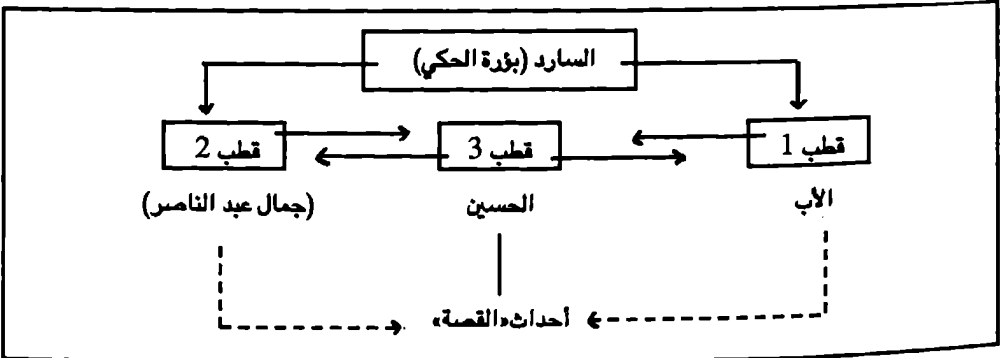 السارد (بؤرة الحكي)
قطب 1
قطب 3
قطب 2
الأب
الحسين
(جمال عبد الناصر)
أحداث «القصة»